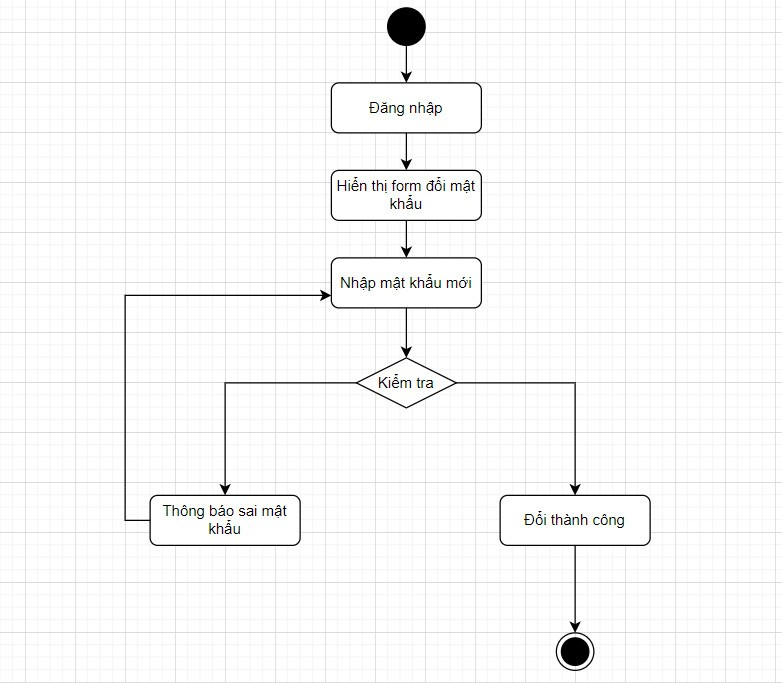 Đăng nhập
Hiển thị form đổi mật
khẩu
Nhập mật khẩu mới
Kiểm tra
Thông báo sai mật
khẩu
Đổi thành công